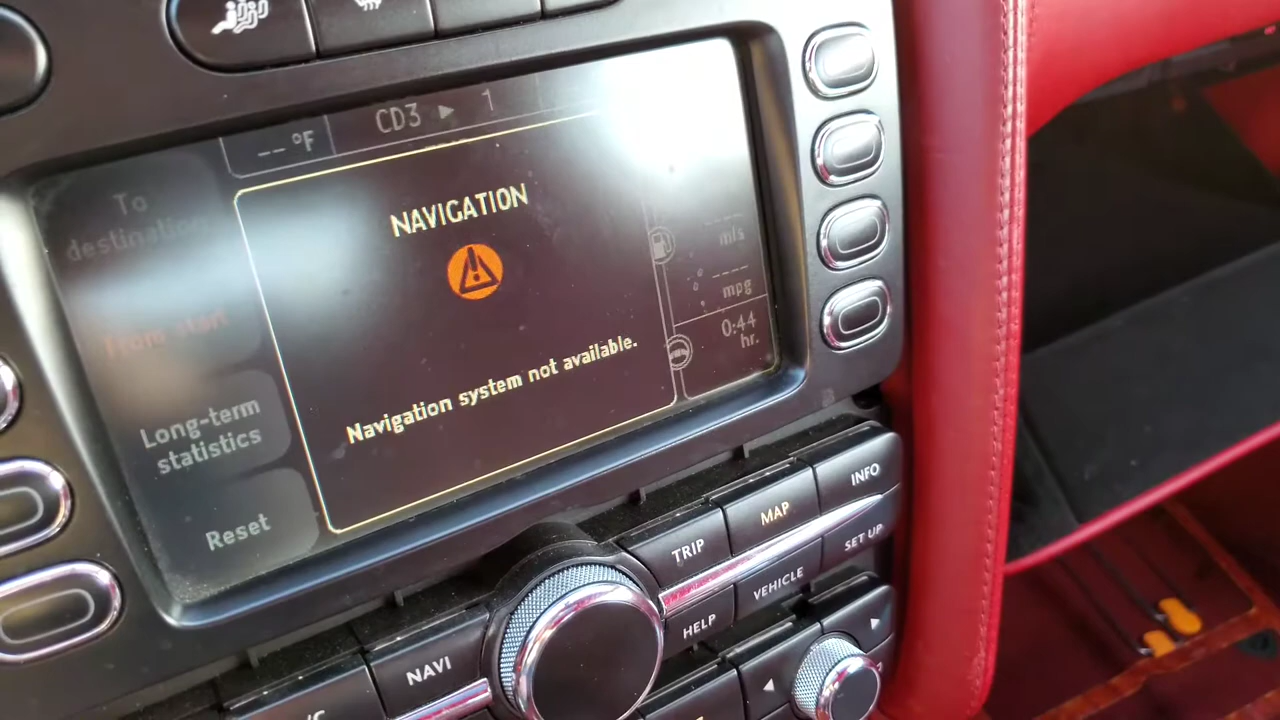 -- °F
CD3 ▶ 1
To
destination
NAVIGATION
from start
mls
mpg
0:44
hr.
Navigation system not available.
Long-term
statistics
Reset
INFO
MAP
TRIP
SET UP
VEHICLE
HELP
NAVI